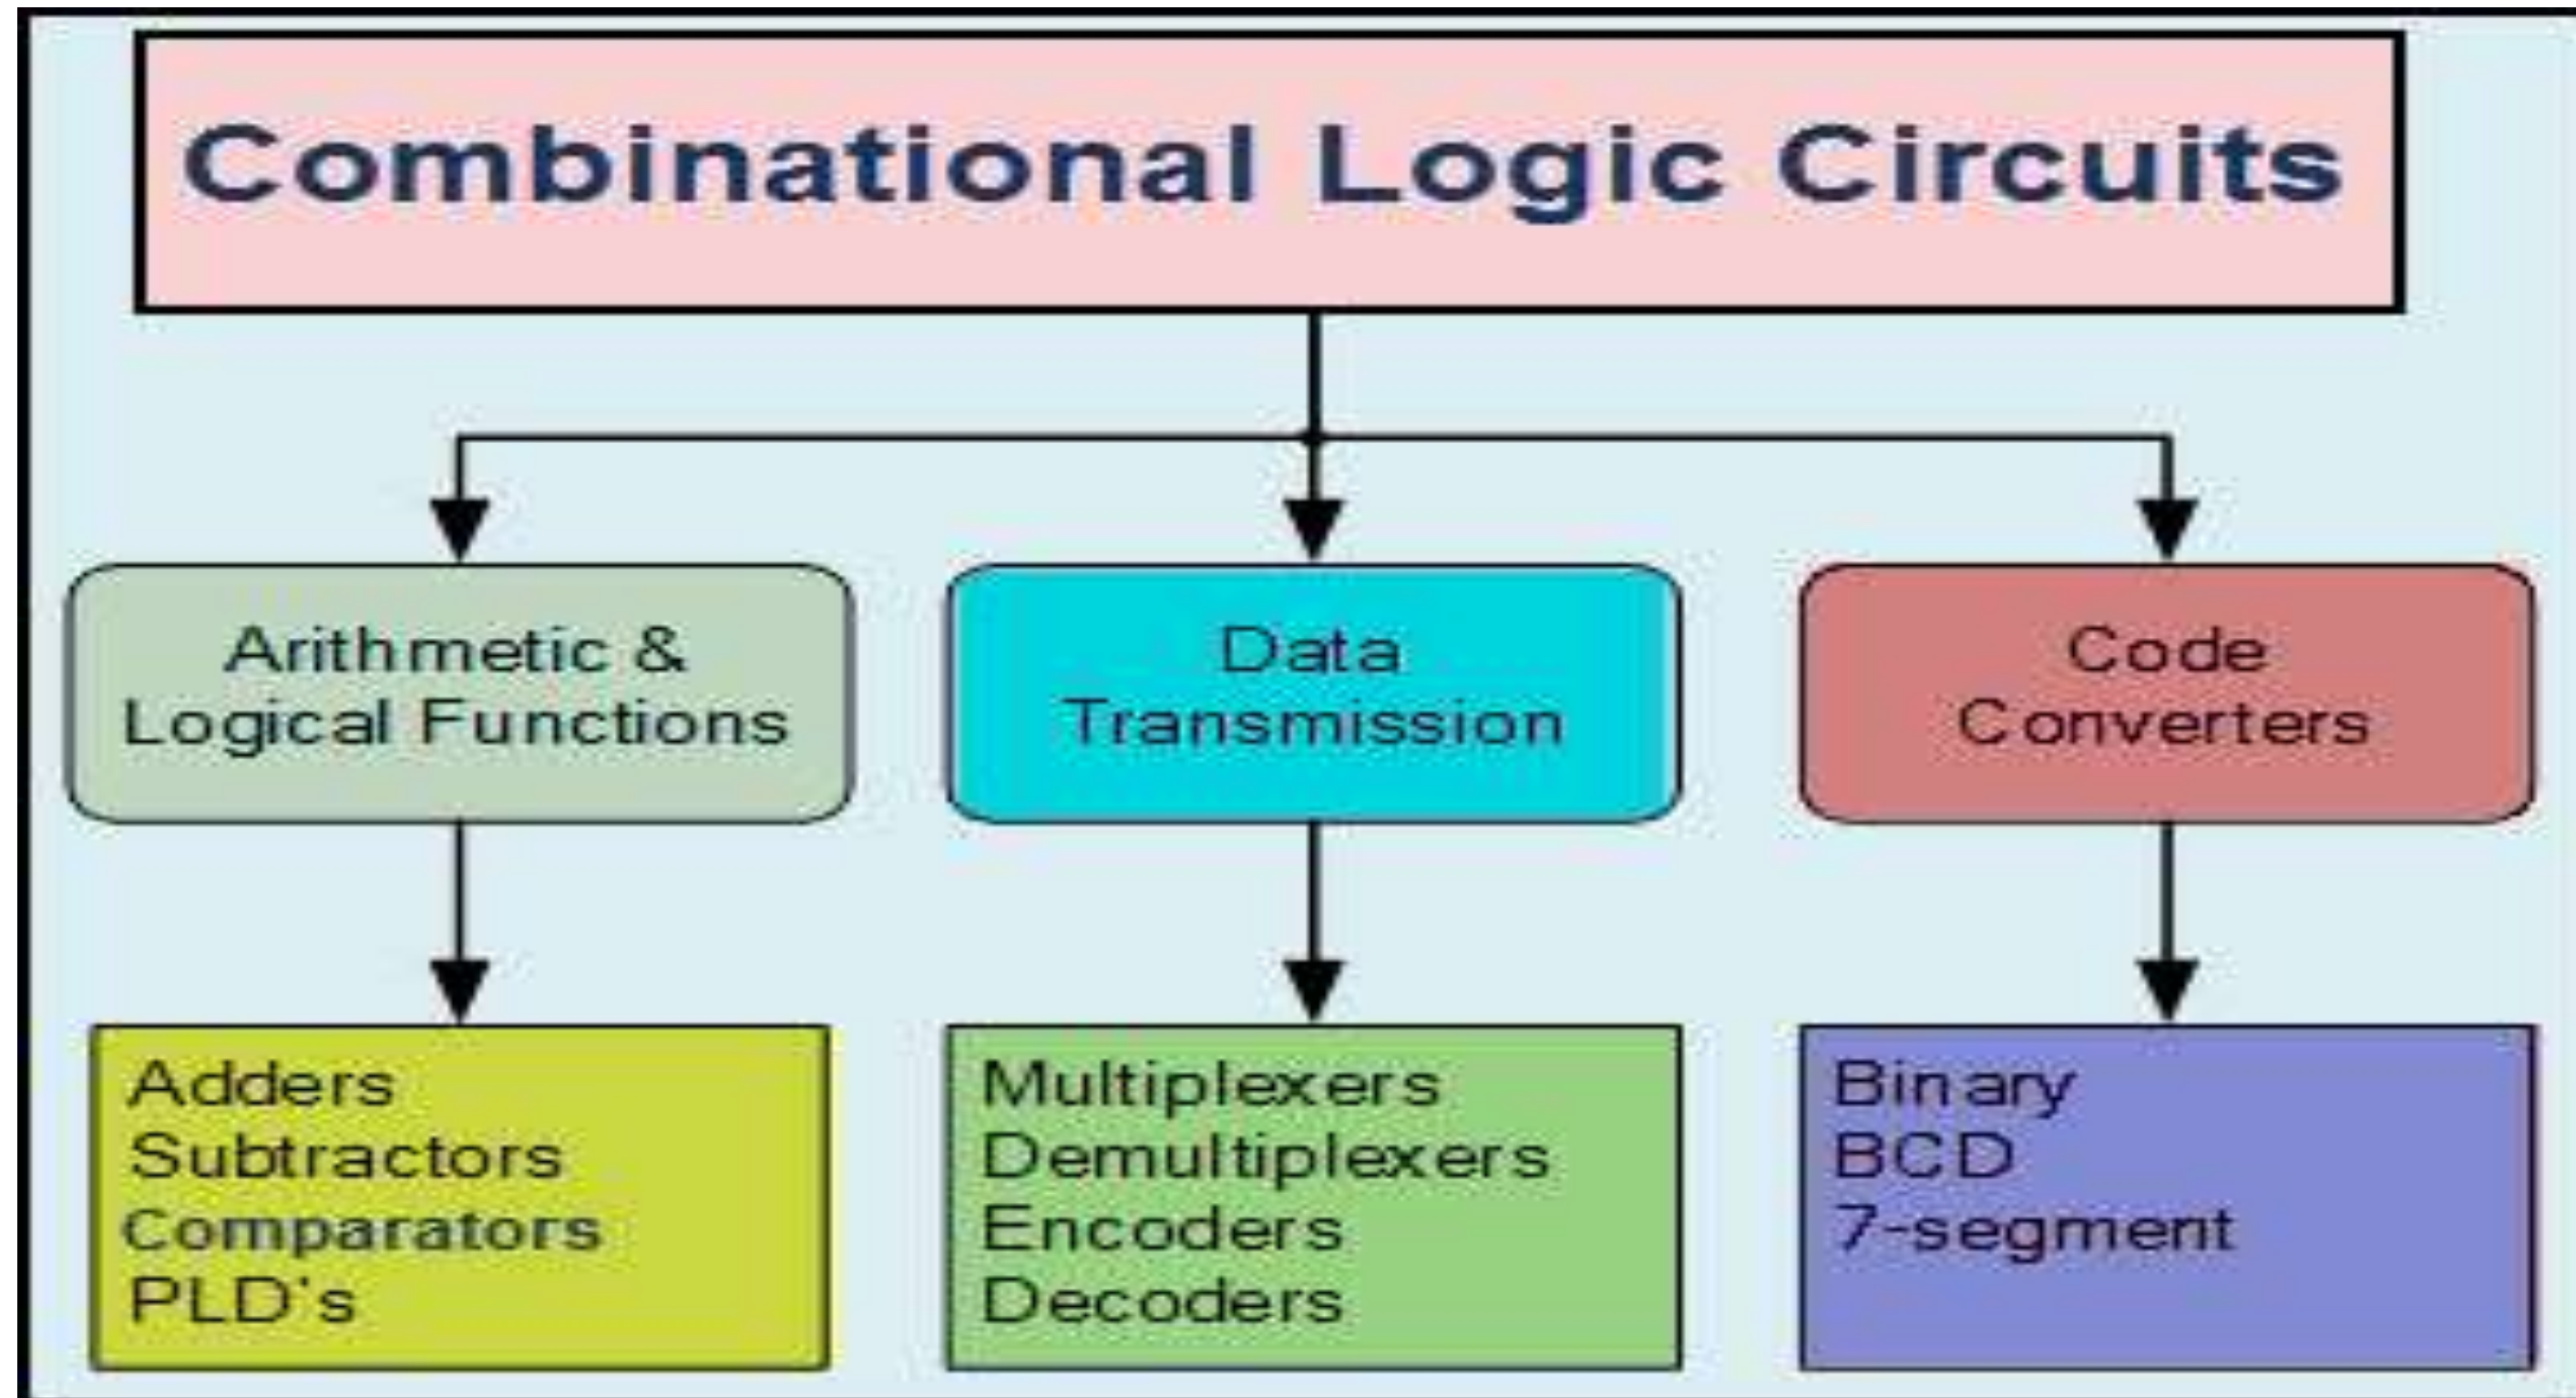 Combinational Logic Circuits
Arithmetic &
Logical Functions
Data
Transmission
Code
Converters
Adders
Subtractors
Comparators
PLD's
Multiplexers
Demultiplexers
Encoders
Decoders
Binary
BCD
7-segment